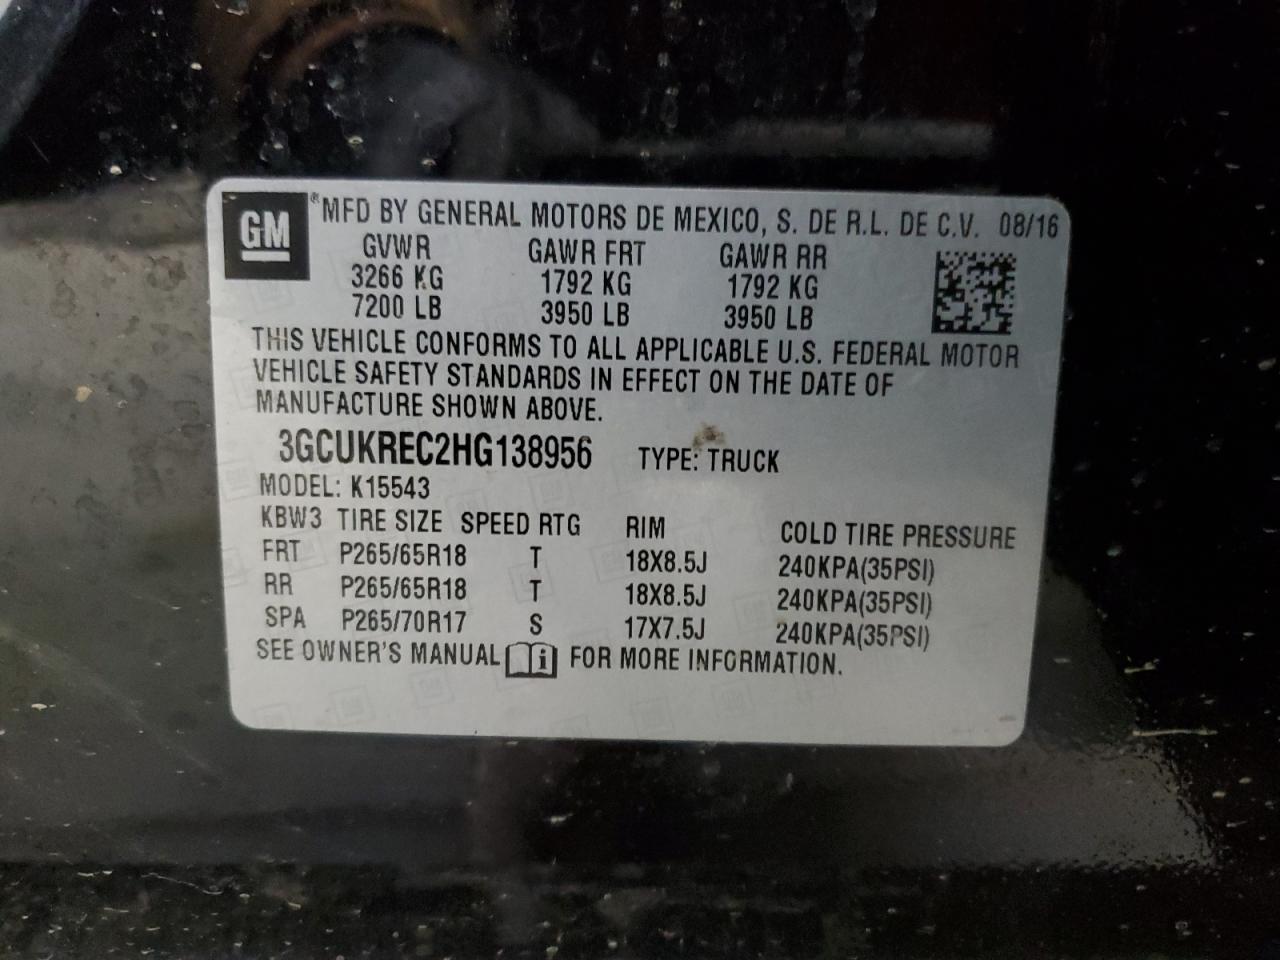 GM ® MFD BY GENERAL MOTORS DE MEXICO, S. DE R.L. DE C.V. 08/16
GVWR GAWR FRT GAWR RR
3266 KG 1792 KG 1792 KG
7200 LB 3950 LB 3950 LB
THIS VEHICLE CONFORMS TO ALL APPLICABLE U.S. FEDERAL MOTOR
VEHICLE SAFETY STANDARDS IN EFFECT ON THE DATE OF
MANUFACTURE SHOWN ABOVE.
3GCUKREC2HG138956 TYPE: TRUCK
MODEL: K15543
KBW3 TIRE SIZE SPEED RTG RIM COLD TIRE PRESSURE
FRT P265/65R18 T 18X8.5J 240KPA(35PSI)
RR P265/65R18 T 18X8.5J 240KPA(35PSI)
SPA P265/70R17 S 17X7.5J 240KPA(35PSI)
SEE OWNER'S MANUAL i FOR MORE INFORMATION.